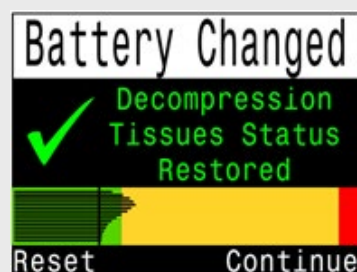 Battery Changed
Decompression
Tissues Status
Restored
Reset Continue